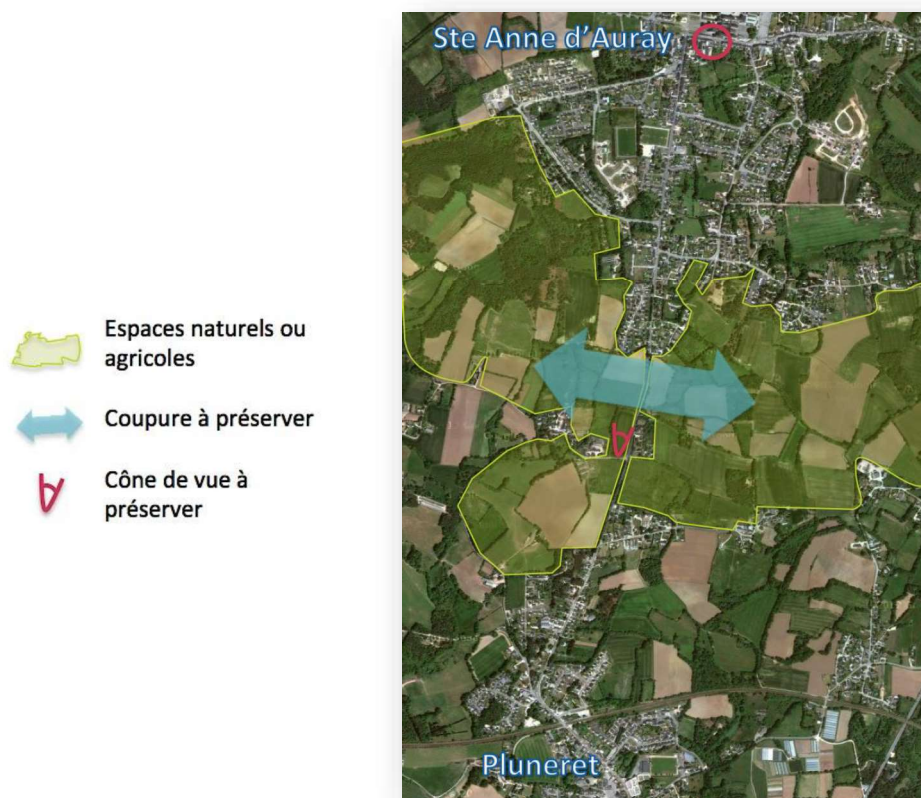 Ste Anne d'Auray
Espaces naturels ou
agricoles
Coupure à préserver
Cône de vue à
préserver
Pluneret